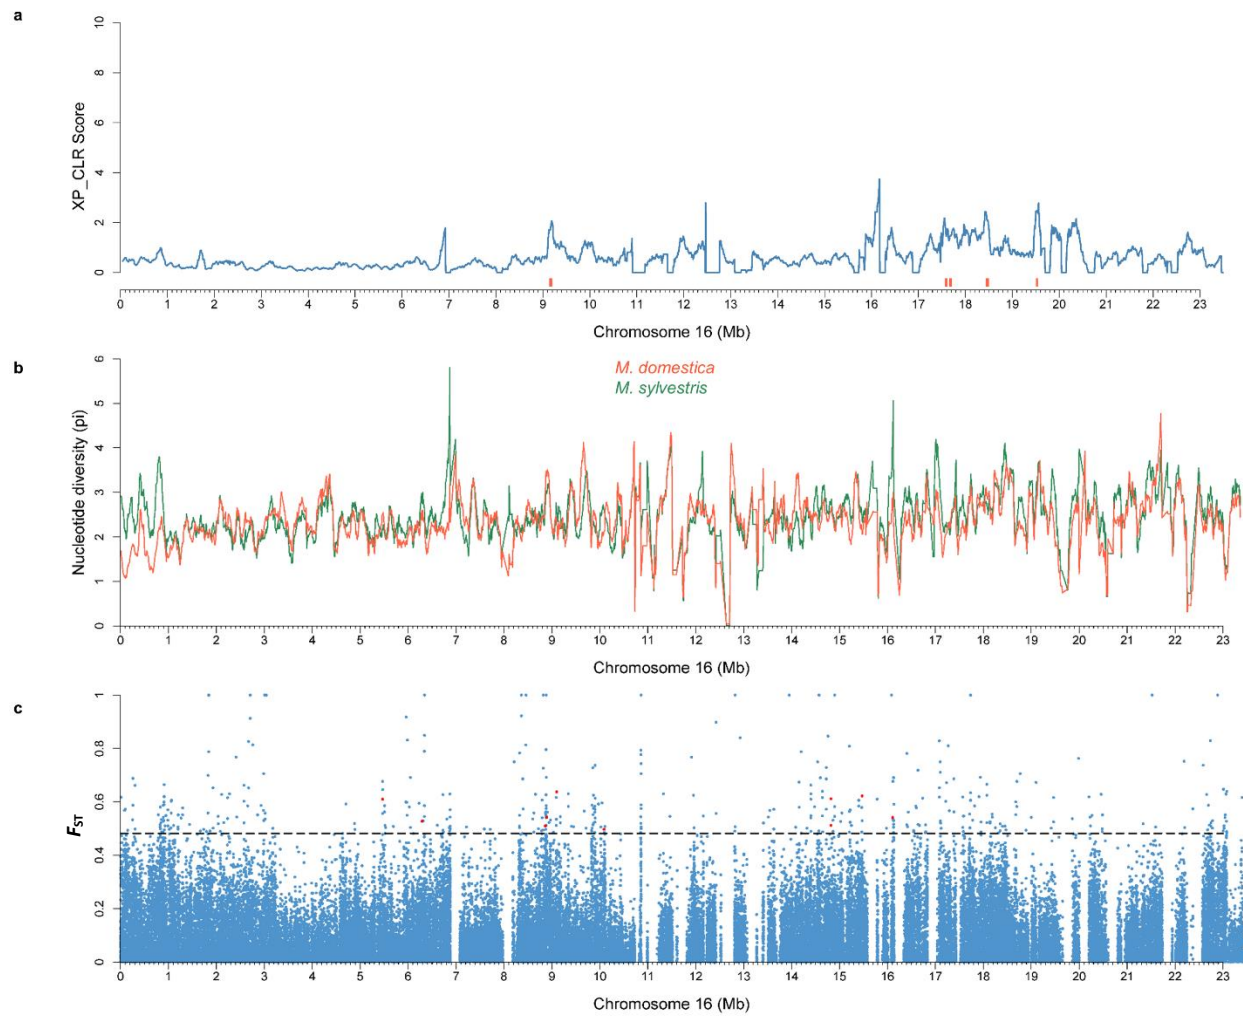 a
10
8
6
4
2
0
XP_CLR Score
0 1 2 3 4 5 6 7 8 9 10 11 12 13 14 15 16 17 18 19 20 21 22 23
Chromosome 16 (Mb)
b
M. domestica
M. sylvestris
6
5
4
3
2
1
0
Nucleotide diversity (pi)
0 1 2 3 4 5 6 7 8 9 10 11 12 13 14 15 16 17 18 19 20 21 22 23
Chromosome 16 (Mb)
c
1
0.8
0.6
0.4
0.2
0
FST
0 1 2 3 4 5 6 7 8 9 10 11 12 13 14 15 16 17 18 19 20 21 22 23
Chromosome 16 (Mb)